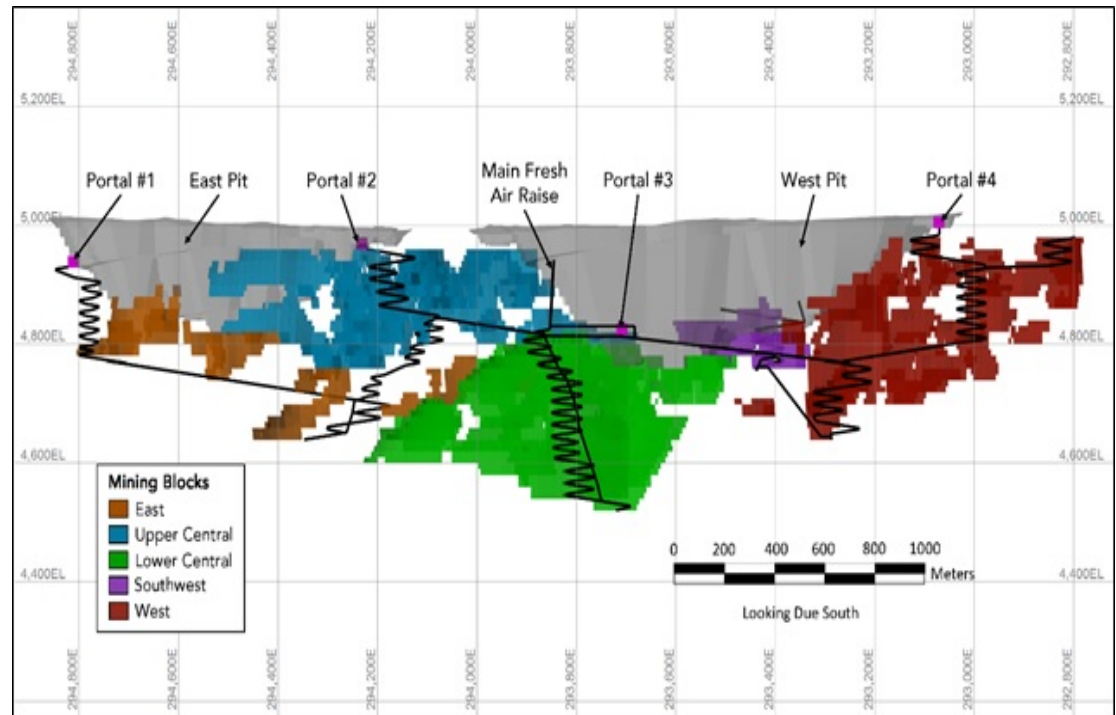 294,800E
294,600E
294,400E
294,200E
294,000E
293,800E
293,600E
293,400E
293,200E
293,000E
292,800E
5,200EL
5,200EL
Portal #1
East Pit
Portal #2
Main Fresh
Air Raise
Portal #3
West Pit
Portal #4
5,000EL
5,000EL
4,800EL
4,800EL
4,600EL
4,600EL
Mining Blocks
East
Upper Central
Lower Central
Southwest
West
0 200 400 600 800 1000
Meters
Looking Due South
4,400EL
4,400EL
294,800E
294,600E
294,400E
294,200E
294,000E
293,800E
293,600E
293,400E
293,200E
293,000E
292,800E